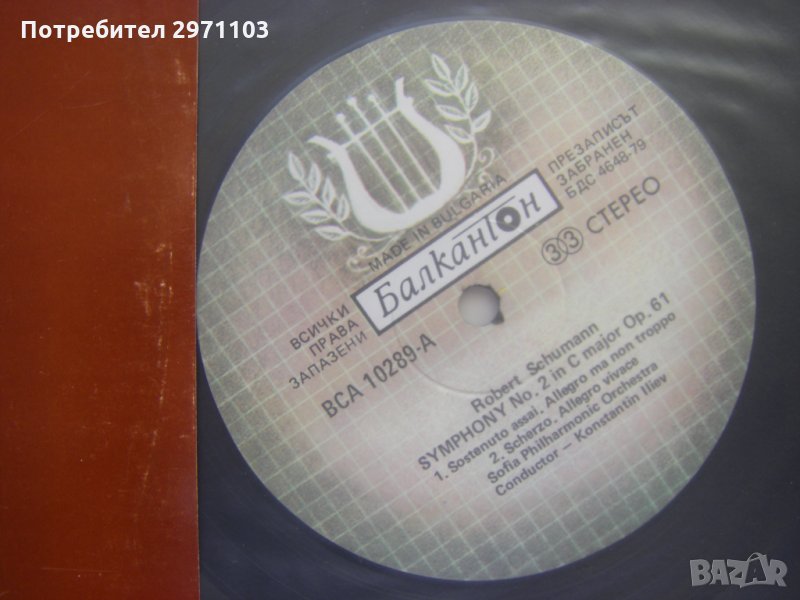 Потребител 2971103
MADE IN BULGARIA
Балкантон
ВСИЧКИ
ПРАВА
ЗАПАЗЕНИ
ПРЕЗАПИСЪТ
ЗАБРАНЕН
БДС 4648-79
33 СТЕРЕО
ВСА 10289-А
Robert Schumann
SYMPHONY No. 2 in C major Op. 61
1. Sostenuto assai, Allegro ma non troppo
2. Scherzo. Allegro vivace
Sofia Philharmonic Orchestra
Conductor – Konstantin Iliev
BAZAR